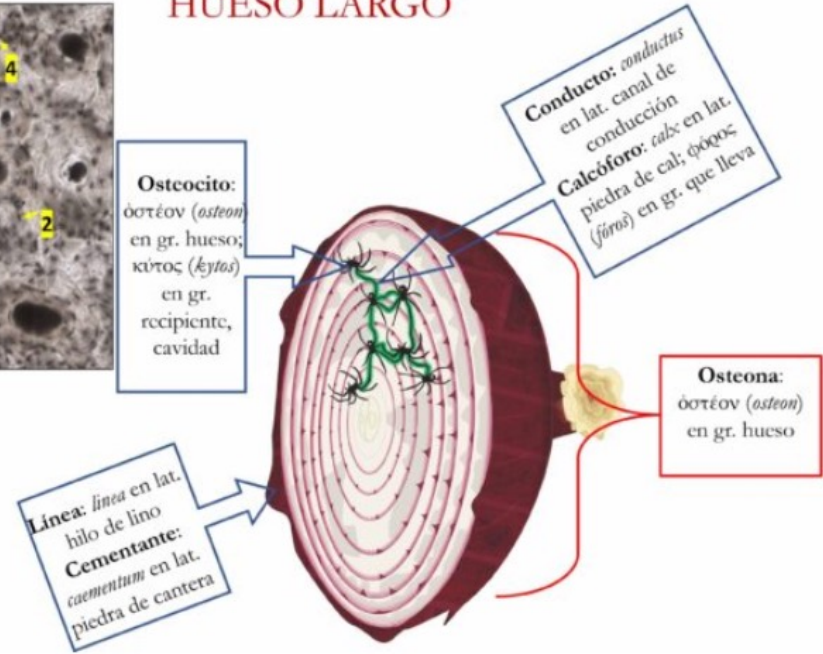 HUESO LARGO
4
2
Osteocito:
ὀστέον (osteon)
en gr. hueso;
κύτος (kytos)
en gr.
recipiente,
cavidad
Conducto: conductus
en lat. canal de
conducción
Calcóforo: calx en lat.
piedra de cal; φόρος
(fóros) en gr. que lleva
Osteona:
ὀστέον (osteon)
en gr. hueso
Línea: linea en lat.
hilo de lino
Cementante:
caementum en lat.
piedra de cantera